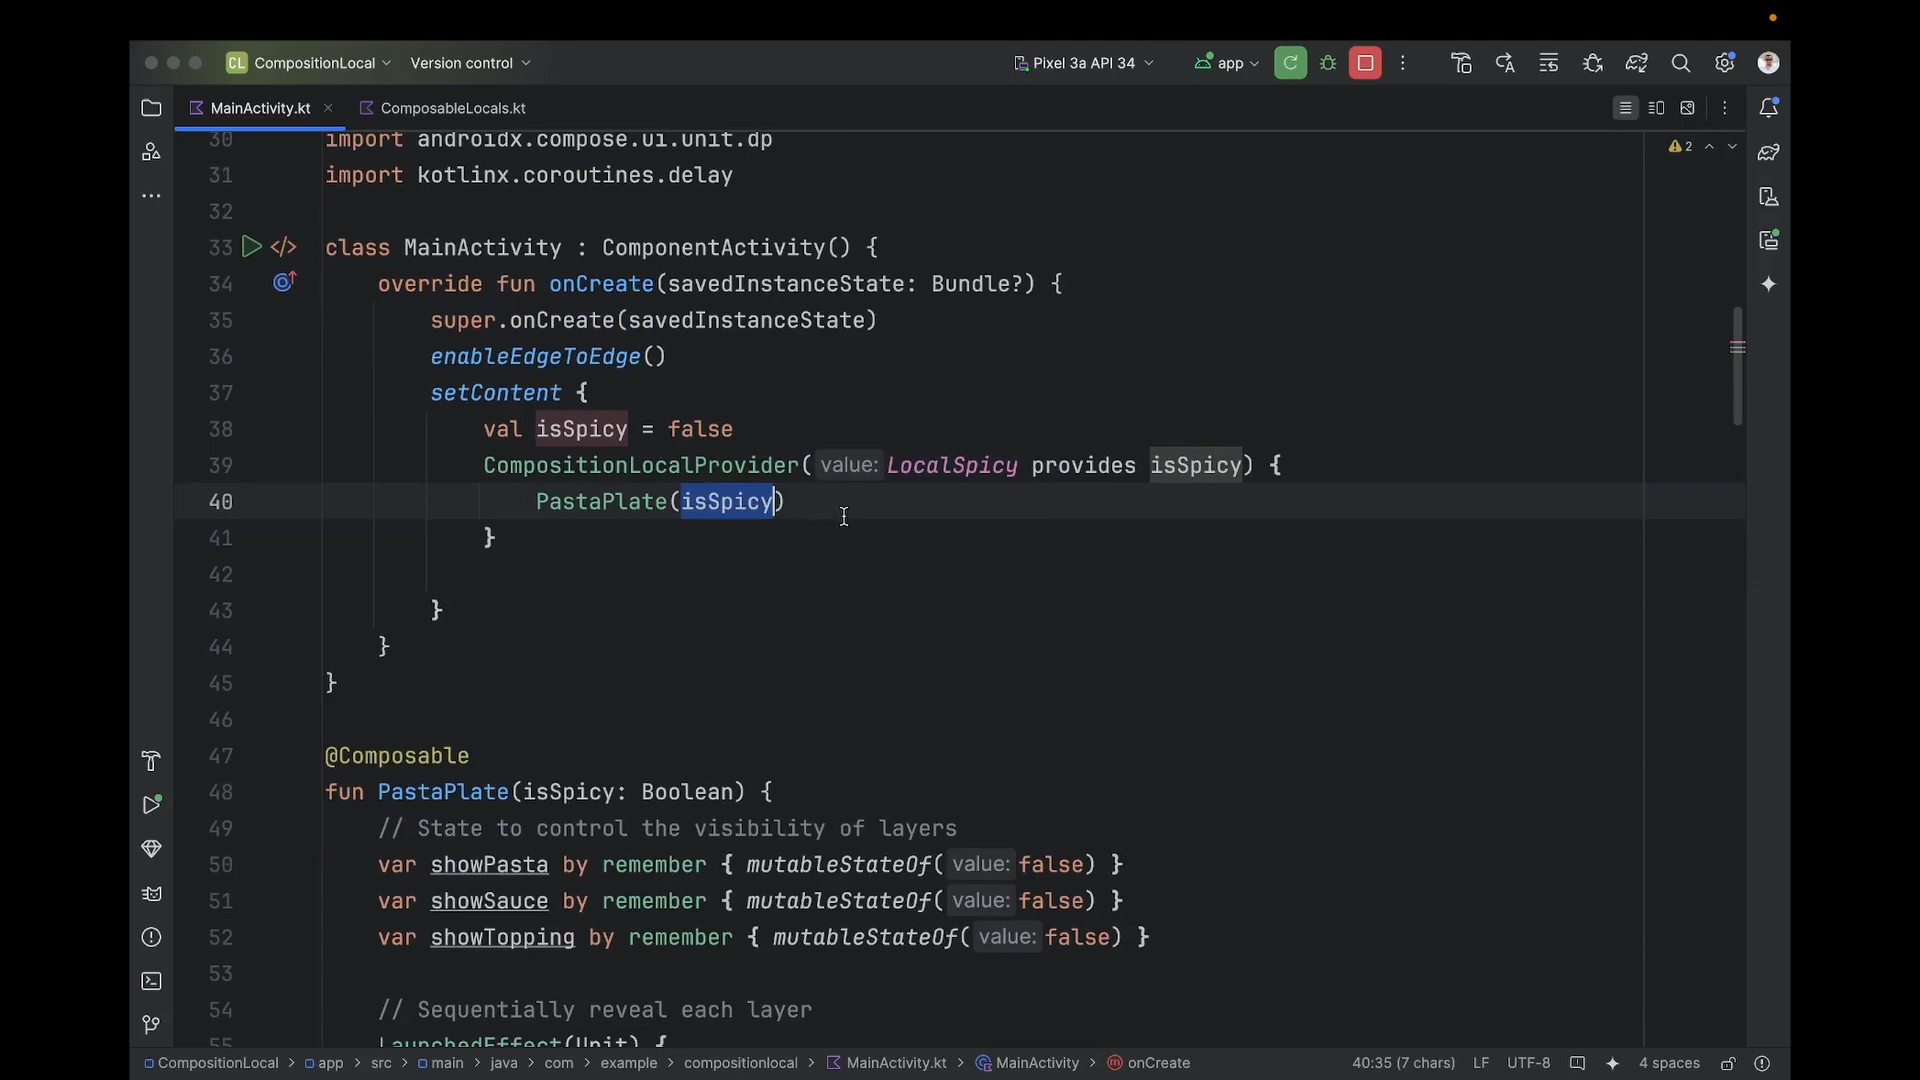 CL CompositionLocal Version control Pixel 3a API 34 app
MainActivity.kt ComposableLocals.kt
30 import androidx.compose.ui.unit.dp
2
31 import kotlinx.coroutines.delay
32
33 class MainActivity : ComponentActivity() {
34 override fun onCreate(savedInstanceState: Bundle?) {
35 super.onCreate(savedInstanceState)
36 enableEdgeToEdge()
37 setContent {
38 val isSpicy = false
39 CompositionLocalProvider( value: LocalSpicy provides isSpicy) {
40 PastaPlate(isSpicy)
41 }
42
43 }
44 }
45 }
46
47 @Composable
48 fun PastaPlate(isSpicy: Boolean) {
49 // State to control the visibility of layers
50 var showPasta by remember { mutableStateOf( value: false) }
51 var showSauce by remember { mutableStateOf( value: false) }
52 var showTopping by remember { mutableStateOf( value: false) }
53
54 // Sequentially reveal each layer
55 LaunchedEffect(Unit) {
CompositionLocal > app > src > main > java > com > example > compositionlocal > MainActivity.kt > MainActivity > onCreate 40:35 (7 chars) LF UTF-8 4 spaces